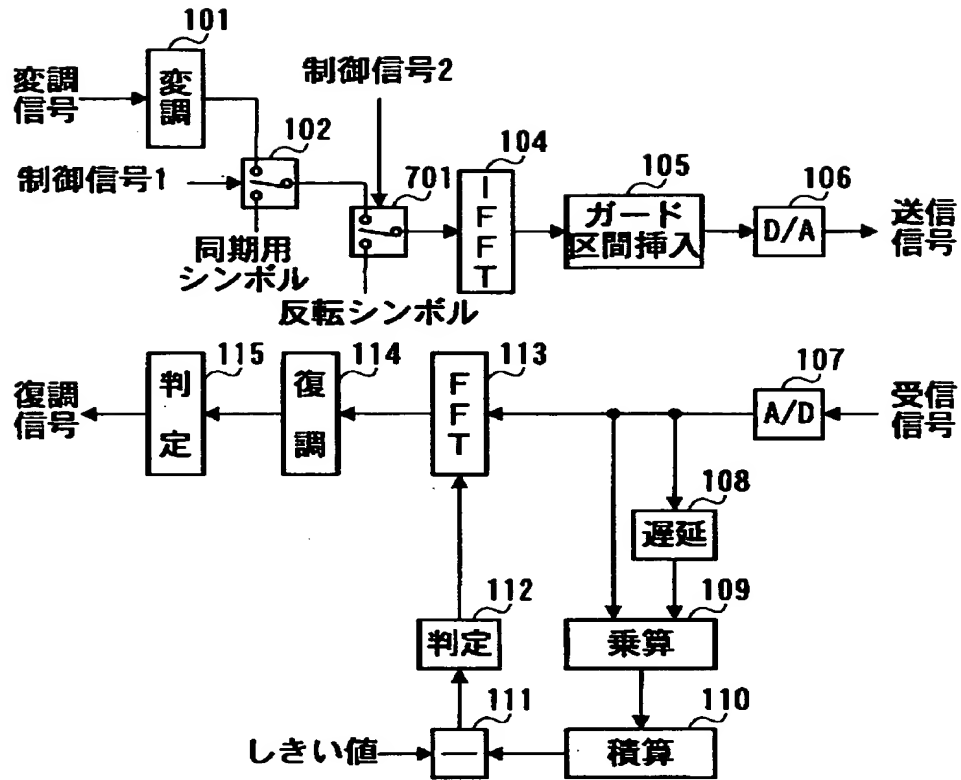 101
変調
信号
変調
制御信号2
102
104
制御信号1
701
IFFT
105
ガード
区間挿入
106
D/A
送信
信号
同期用
シンボル
反転シンボル
復調
信号
115
判定
114
復調
113
FFT
107
A/D
受信
信号
108
遅延
112
判定
109
乗算
111
しきい値
—
110
積算